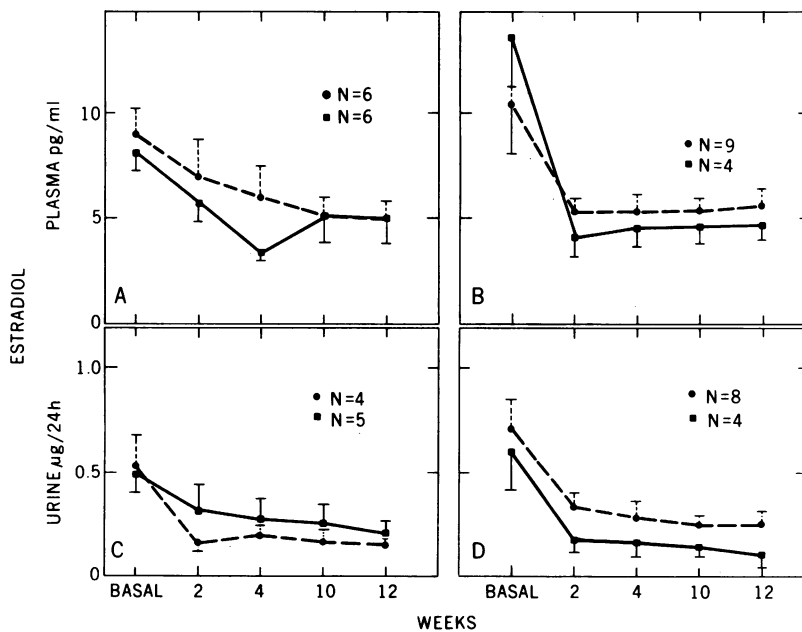 ESTRADIOL
PLASMA pg/ml
10
5
0
A
N=6
N=6
B
N=9
N=4
URINE µg/24h
1.0
0.5
0
C
N=4
N=5
D
N=8
N=4
BASAL 2 4 10 12
BASAL 2 4 10 12
WEEKS